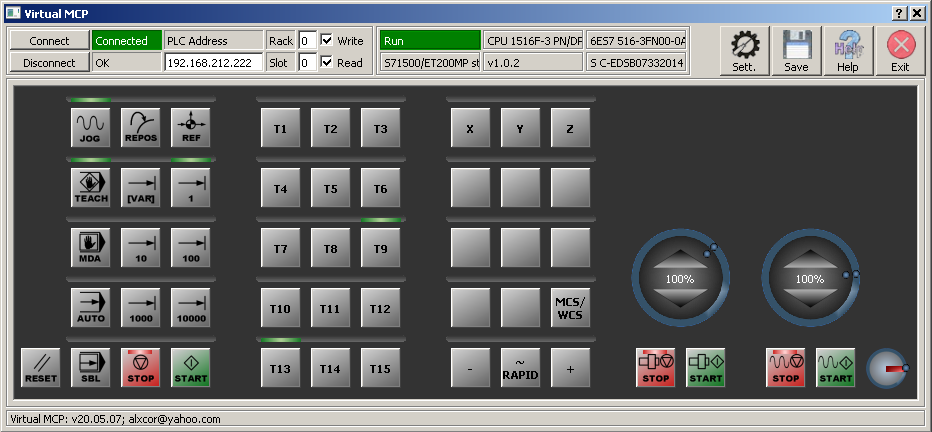 Virtual MCP
Connect Connected PLC Address Rack 0 Write Run CPU 1516F-3 PN/DP 6ES7 516-3FN00-0A
Disconnect OK 192.168.212.222 Slot 0 Read S71500/ET200MP st v1.0.2 S C-EDSB07332014
Sett. Save Help Exit
JOG REPOS REF T1 T2 T3 X Y Z
TEACH [VAR] 1 T4 T5 T6
MDA 10 100 T7 T8 T9
100% 100%
AUTO 1000 10000 T10 T11 T12 MCS/
WCS
RESET SBL STOP START T13 T14 T15 - ~
RAPID + STOP START STOP START
Virtual MCP: v20.05.07; alxcor@yahoo.com